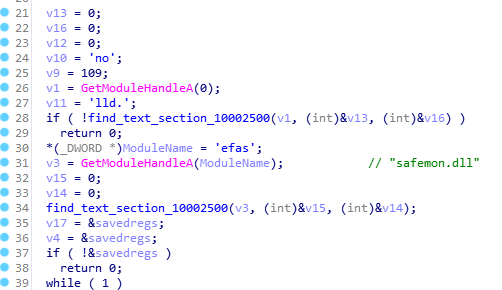 21 v13 = 0;
22 v16 = 0;
23 v12 = 0;
24 v10 = 'no';
25 v9 = 109;
26 v1 = GetModuleHandleA(0);
27 v11 = 'lld.';
28 if ( !find_text_section_10002500(v1, (int)&v13, (int)&v16) )
29 return 0;
30 *(_DWORD *)ModuleName = 'efas';
31 v3 = GetModuleHandleA(ModuleName); // "safemon.dll"
32 v15 = 0;
33 v14 = 0;
34 find_text_section_10002500(v3, (int)&v15, (int)&v14);
35 v17 = &savedregs;
36 v4 = &savedregs;
37 if ( !&savedregs )
38 return 0;
39 while ( 1 )